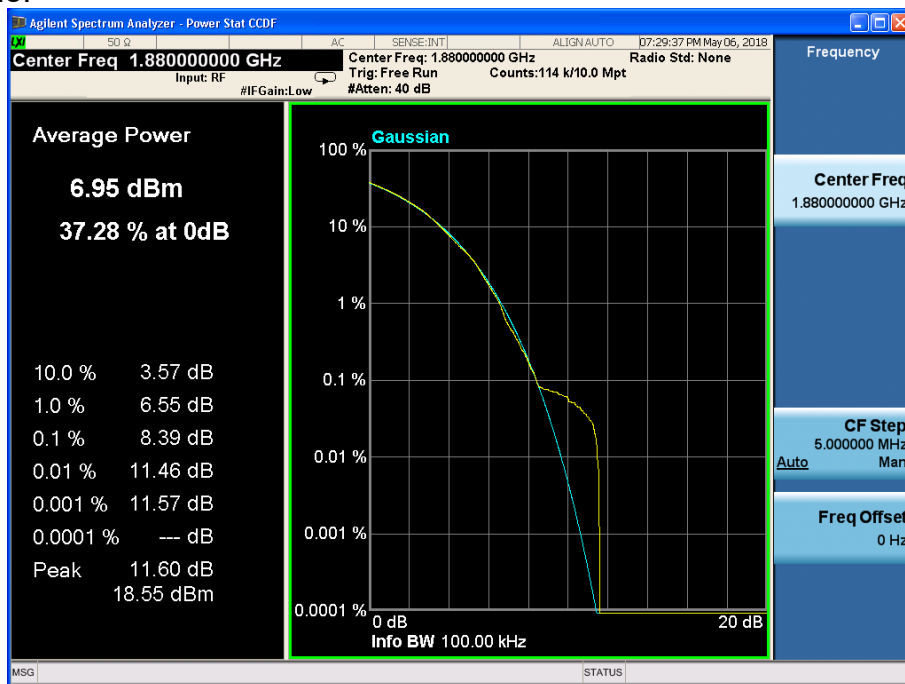 Agilent Spectrum Analyzer - Power Stat CCDF
LXI 50 Ω AC SENSE:INT ALIGN AUTO 07:29:37 PM May 06, 2018
Center Freq 1.880000000 GHz
Input: RF
#IFGain:Low
Center Freq: 1.880000000 GHz
Radio Std: None
Trig: Free Run Counts:114 k/10.0 Mpt
#Atten: 40 dB
Average Power
6.95 dBm
37.28 % at 0dB
10.0 % 3.57 dB
1.0 % 6.55 dB
0.1 % 8.39 dB
0.01 % 11.46 dB
0.001 % 11.57 dB
0.0001 % --- dB
Peak 11.60 dB
18.55 dBm
Gaussian
100 %
10 %
1 %
0.1 %
0.01 %
0.001 %
0.0001 %
0 dB 20 dB
Info BW 100.00 kHz
Frequency
Center Freq
1.880000000 GHz
CF Step
5.000000 MHz
Auto Man
Freq Offset
0 Hz
MSG STATUS